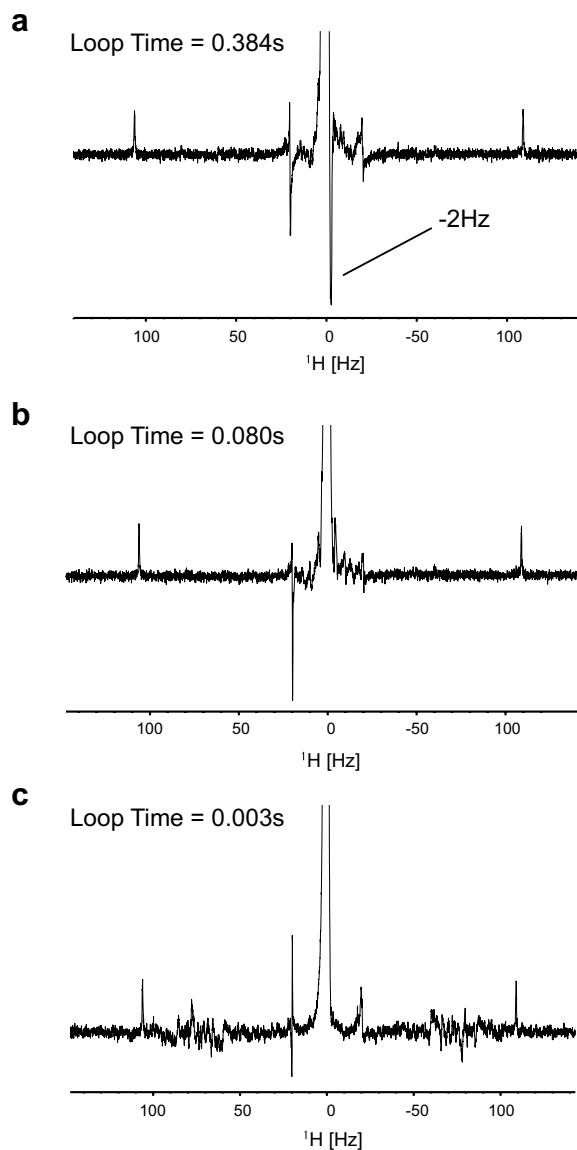 a
Loop Time = 0.384s
-2Hz
100 50 0 -50 100
¹H [Hz]
b
Loop Time = 0.080s
100 50 0 -50 100
¹H [Hz]
c
Loop Time = 0.003s
100 50 0 -50 100
¹H [Hz]